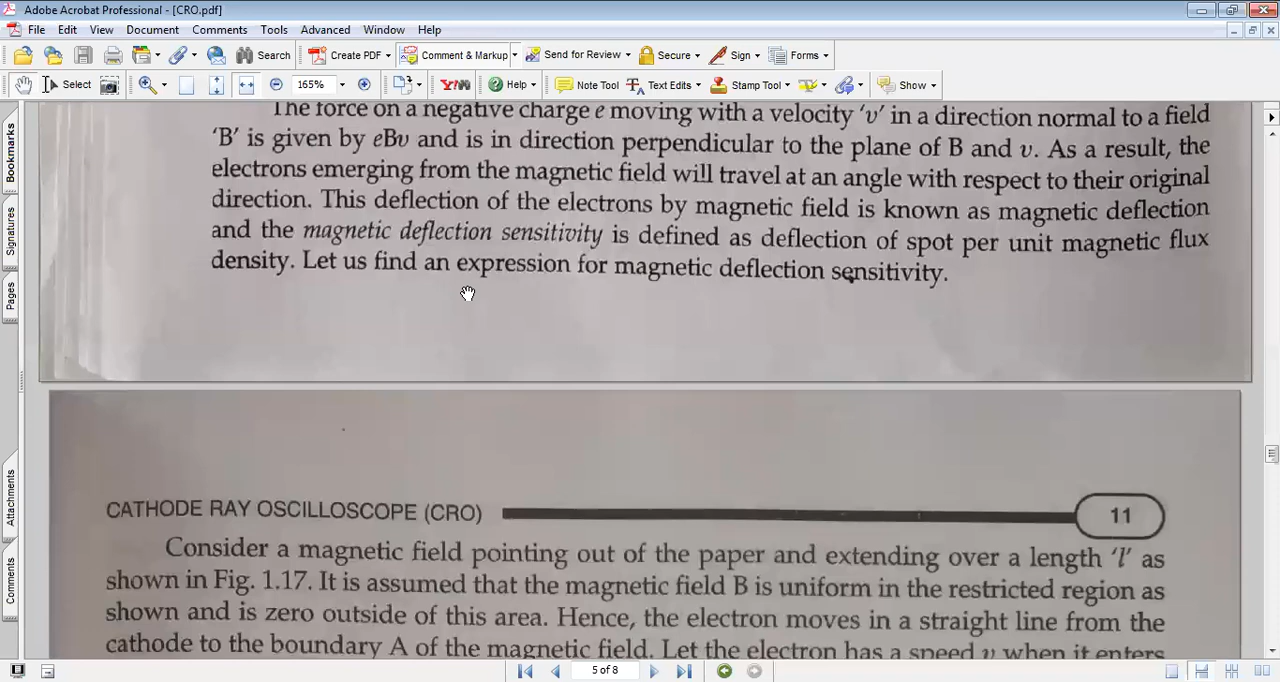 Adobe Acrobat Professional - [CRO.pdf]
File Edit View Document Comments Tools Advanced Window Help
Search Create PDF Comment & Markup Send for Review Secure Sign Forms
Select 165% Y! Help Note Tool Text Edits Stamp Tool Show
Bookmarks
Signatures
Pages
Attachments
Comments
The force on a negative charge e moving with a velocity 'v' in a direction normal to a field
'B' is given by eBv and is in direction perpendicular to the plane of B and v. As a result, the
electrons emerging from the magnetic field will travel at an angle with respect to their original
direction. This deflection of the electrons by magnetic field is known as magnetic deflection
and the magnetic deflection sensitivity is defined as deflection of spot per unit magnetic flux
density. Let us find an expression for magnetic deflection sensitivity.
CATHODE RAY OSCILLOSCOPE (CRO) 11
Consider a magnetic field pointing out of the paper and extending over a length 'l' as
shown in Fig. 1.17. It is assumed that the magnetic field B is uniform in the restricted region as
shown and is zero outside of this area. Hence, the electron moves in a straight line from the
cathode to the boundary A of the magnetic field. Let the electron has a speed v when it enters
5 of 8